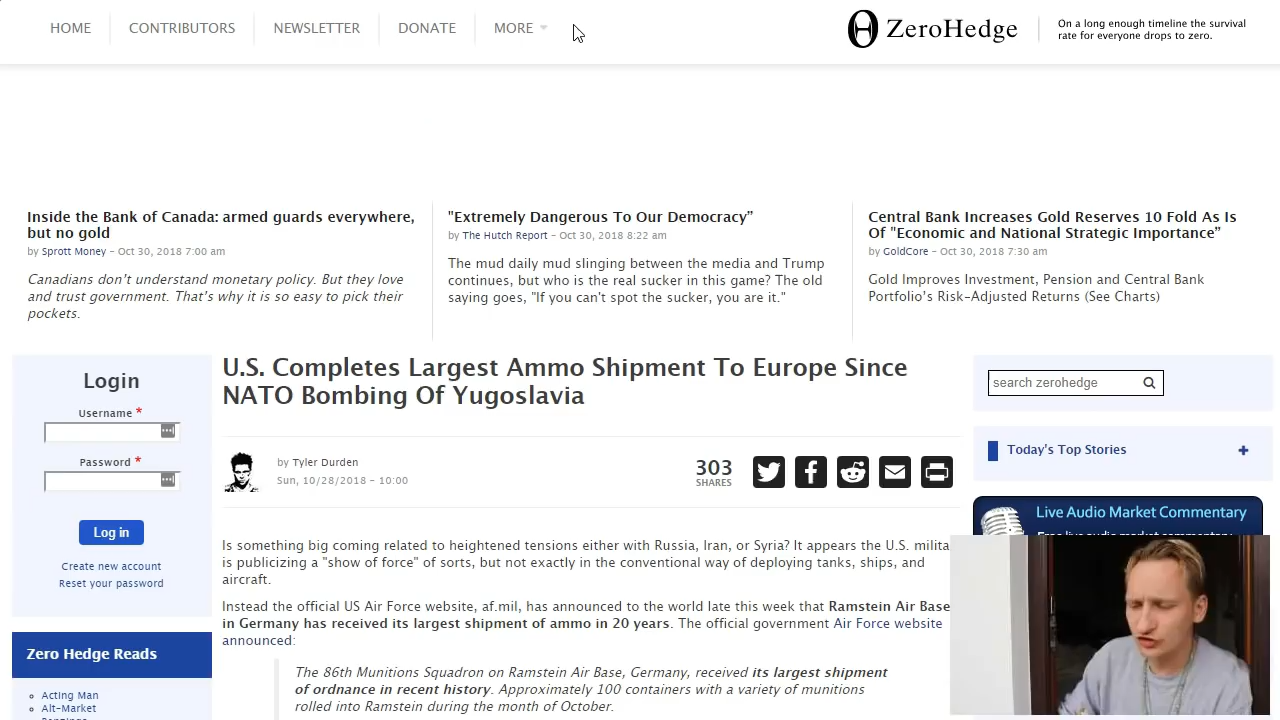 HOME
CONTRIBUTORS
NEWSLETTER
DONATE
MORE
ZeroHedge
On a long enough timeline the survival
rate for everyone drops to zero.
Inside the Bank of Canada: armed guards everywhere,
but no gold
by Sprott Money – Oct 30, 2018 7:00 am
Canadians don't understand monetary policy. But they love
and trust government. That's why it is so easy to pick their
pockets.
"Extremely Dangerous To Our Democracy”
by The Hutch Report – Oct 30, 2018 8:22 am
The mud daily mud slinging between the media and Trump
continues, but who is the real sucker in this game? The old
saying goes, "If you can't spot the sucker, you are it."
Central Bank Increases Gold Reserves 10 Fold As Is
Of "Economic and National Strategic Importance”
by GoldCore – Oct 30, 2018 7:30 am
Gold Improves Investment, Pension and Central Bank
Portfolio’s Risk-Adjusted Returns (See Charts)
Login
Username *
Password *
Log in
Create new account
Reset your password
Zero Hedge Reads
Acting Man
Alt-Market
U.S. Completes Largest Ammo Shipment To Europe Since
NATO Bombing Of Yugoslavia
by Tyler Durden
Sun, 10/28/2018 - 10:00
303
SHARES
Is something big coming related to heightened tensions either with Russia, Iran, or Syria? It appears the U.S. milita
is publicizing a "show of force" of sorts, but not exactly in the conventional way of deploying tanks, ships, and
aircraft.
Instead the official US Air Force website, af.mil, has announced to the world late this week that Ramstein Air Base
in Germany has received its largest shipment of ammo in 20 years. The official government Air Force website
announced:
The 86th Munitions Squadron on Ramstein Air Base, Germany, received its largest shipment
of ordnance in recent history. Approximately 100 containers with a variety of munitions
rolled into Ramstein during the month of October.
search zerohedge
Today's Top Stories
Live Audio Market Commentary